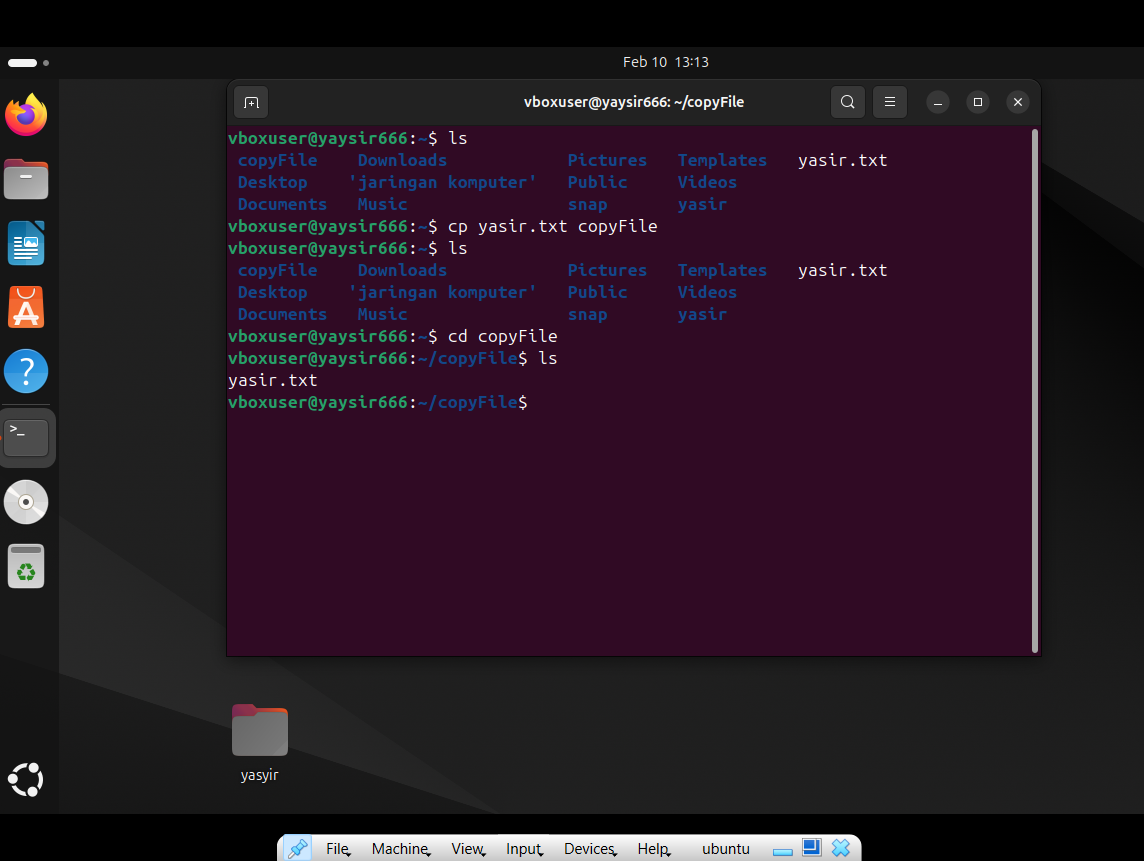 Feb 10 13:13
vboxuser@yaysir666: ~/copyFile
vboxuser@yaysir666:~$ ls
copyFile Downloads Pictures Templates yasir.txt
Desktop 'jaringan komputer' Public Videos
Documents Music snap yasir
vboxuser@yaysir666:~$ cp yasir.txt copyFile
vboxuser@yaysir666:~$ ls
copyFile Downloads Pictures Templates yasir.txt
Desktop 'jaringan komputer' Public Videos
Documents Music snap yasir
vboxuser@yaysir666:~$ cd copyFile
vboxuser@yaysir666:~/copyFile$ ls
yasir.txt
vboxuser@yaysir666:~/copyFile$
>_
yasyir
File Machine View Input Devices Help ubuntu